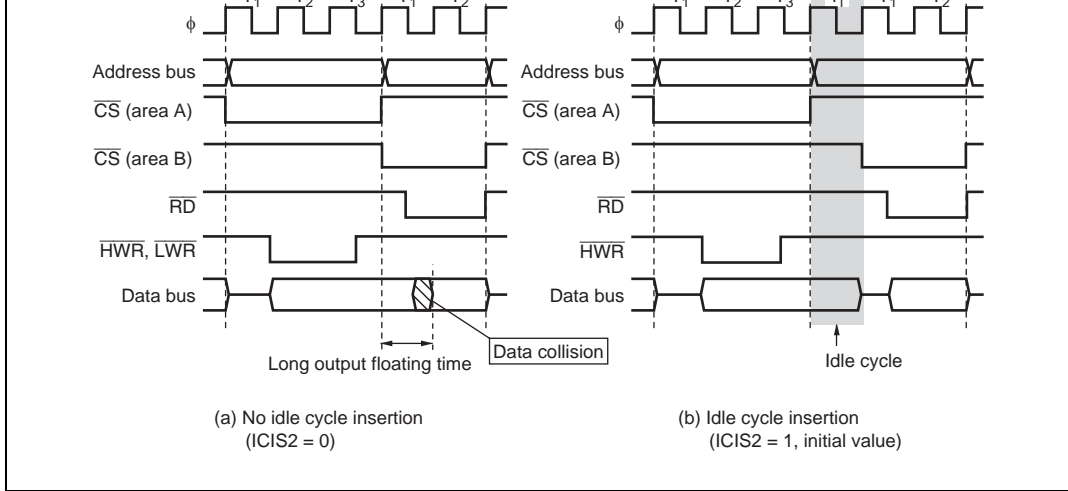 φ
Address bus
CS (area A)
CS (area B)
RD
HWR, LWR
Data bus
Long output floating time
Data collision
(a) No idle cycle insertion
(ICIS2 = 0)
φ
Address bus
CS (area A)
CS (area B)
RD
HWR
Data bus
Idle cycle
(b) Idle cycle insertion
(ICIS2 = 1, initial value)